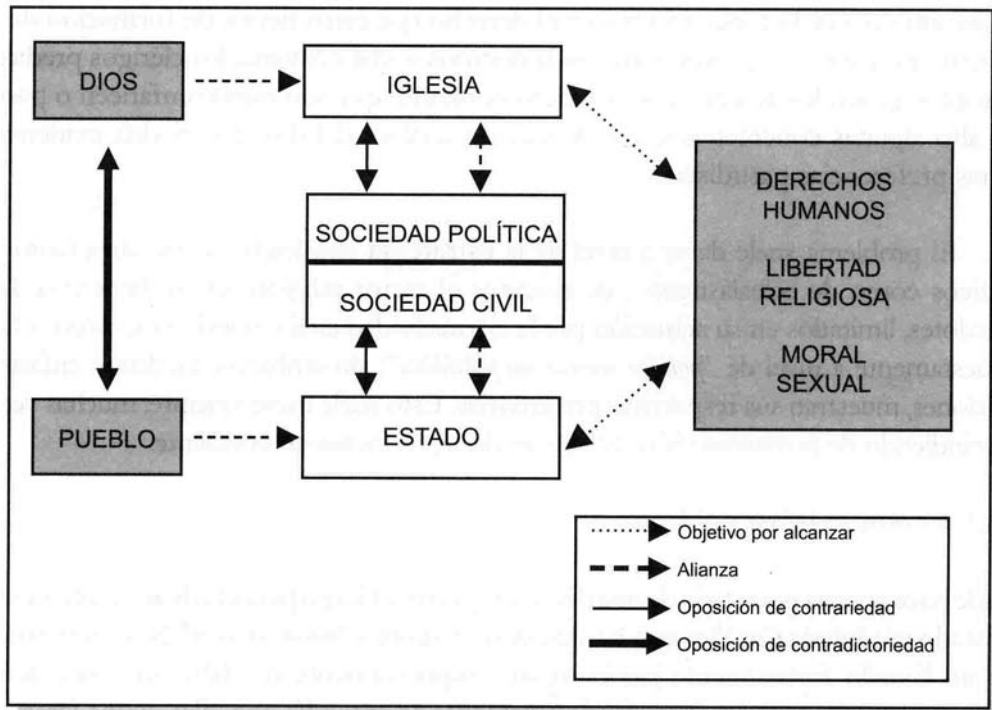 DIOS
IGLESIA
DERECHOS
HUMANOS
SOCIEDAD POLÍTICA
LIBERTAD
RELIGIOSA
SOCIEDAD CIVIL
MORAL
SEXUAL
PUEBLO
ESTADO
Objetivo por alcanzar
Alianza
Oposición de contrariedad
Oposición de contradictoriedad